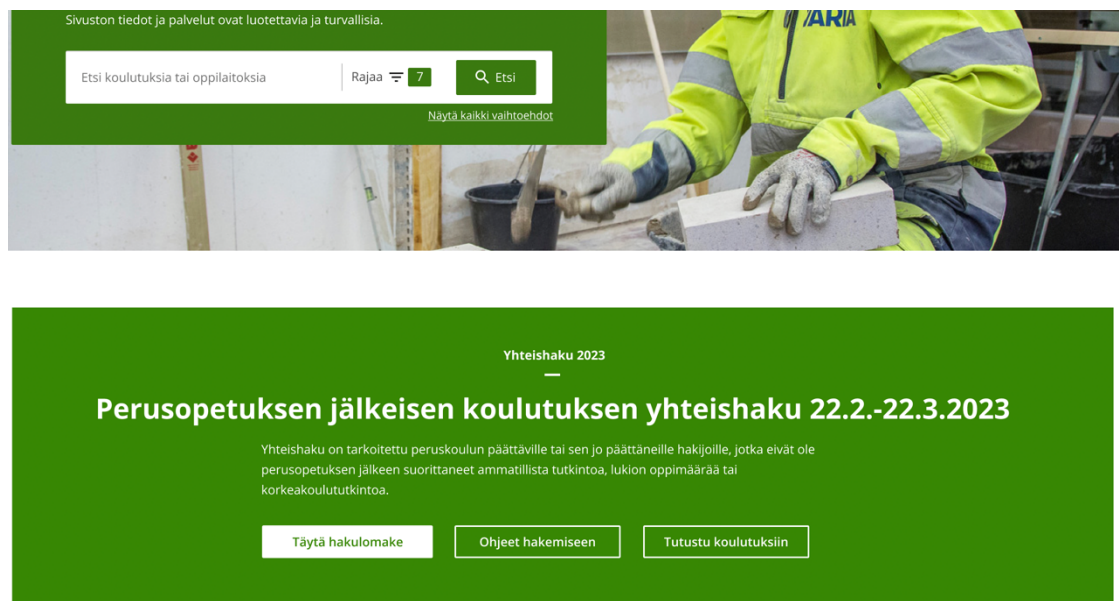 Sivuston tiedot ja palvelut ovat luotettavia ja turvallisia.
Etsi koulutuksia tai oppilaitoksia
Rajaa 7
Etsi
Näytä kaikki vaihtoehdot
VARIA
Yhteishaku 2023
Perusopetuksen jälkeisen koulutuksen yhteishaku 22.2.-22.3.2023
Yhteishaku on tarkoitettu peruskoulun päättäville tai sen jo päättäneille hakijoille, jotka eivät ole
perusopetuksen jälkeen suorittaneet ammatillista tutkintoa, lukion oppimäärää tai
korkeakoulututkintoa.
Täytä hakulomake
Ohjeet hakemiseen
Tutustu koulutuksiin